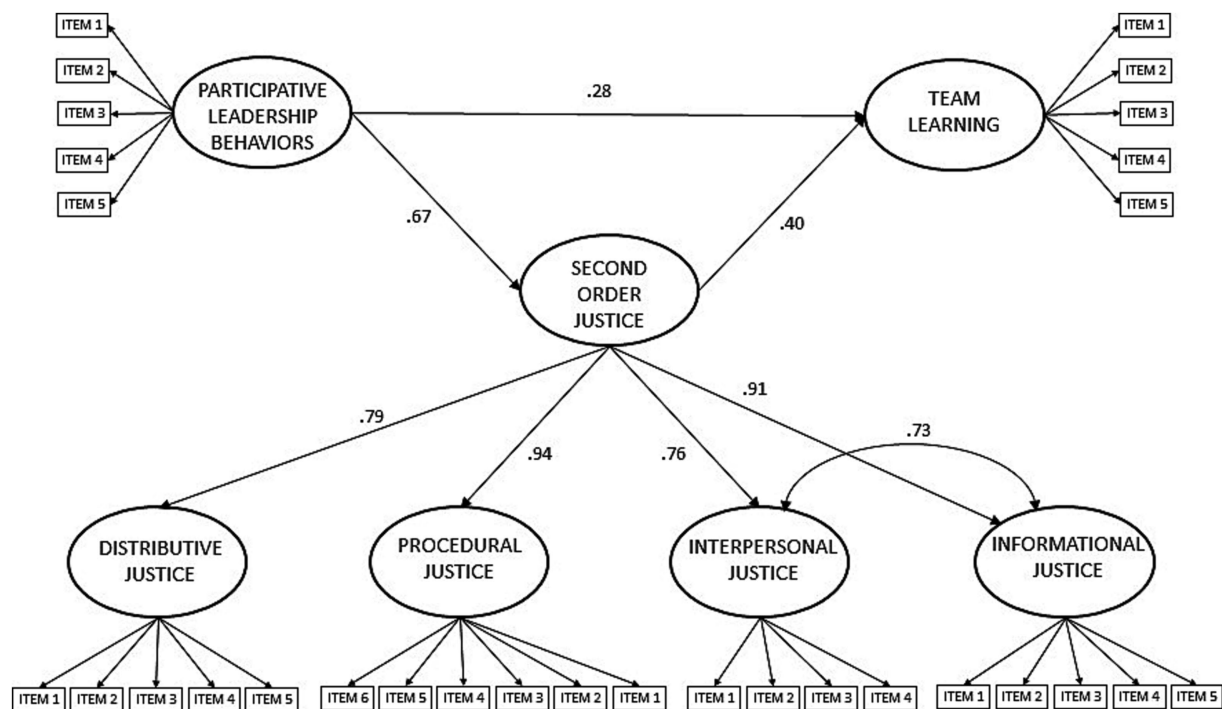 ITEM 1
ITEM 2
ITEM 3
ITEM 4
ITEM 5
PARTICIPATIVE
LEADERSHIP
BEHAVIORS
.28
TEAM
LEARNING
ITEM 1
ITEM 2
ITEM 3
ITEM 4
ITEM 5
.67
.40
SECOND
ORDER
JUSTICE
.79
.94
.76
.91
.73
DISTRIBUTIVE
JUSTICE
PROCEDURAL
JUSTICE
INTERPERSONAL
JUSTICE
INFORMATIONAL
JUSTICE
ITEM 1 ITEM 2 ITEM 3 ITEM 4 ITEM 5
ITEM 6 ITEM 5 ITEM 4 ITEM 3 ITEM 2 ITEM 1
ITEM 1 ITEM 2 ITEM 3 ITEM 4
ITEM 1 ITEM 2 ITEM 3 ITEM 4 ITEM 5